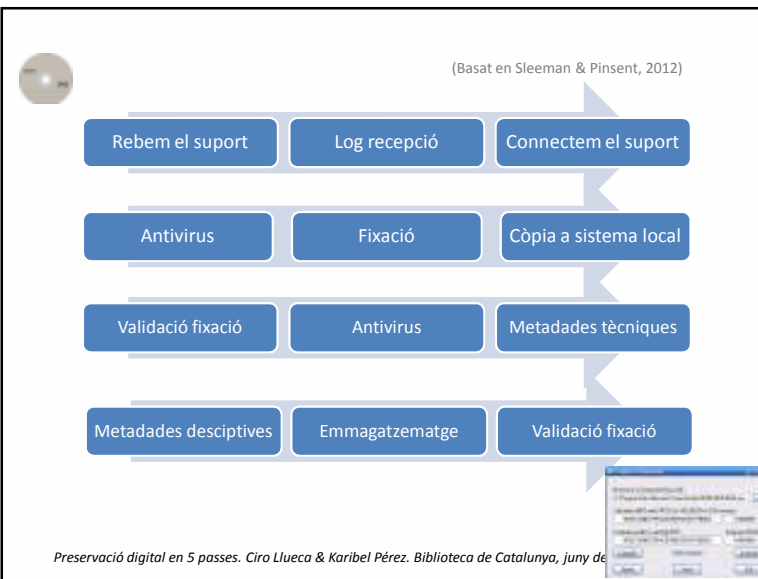 (Basat en Sleeman & Pinsent, 2012)
Rebem el suport
Log recepció
Connectem el suport
Antivirus
Fixació
Còpia a sistema local
Validació fixació
Antivirus
Metadades tècniques
Metadades desciptives
Emmagatzematge
Validació fixació
Preservació digital en 5 passes. Ciro Llueca & Karibel Pérez. Biblioteca de Catalunya, juny de